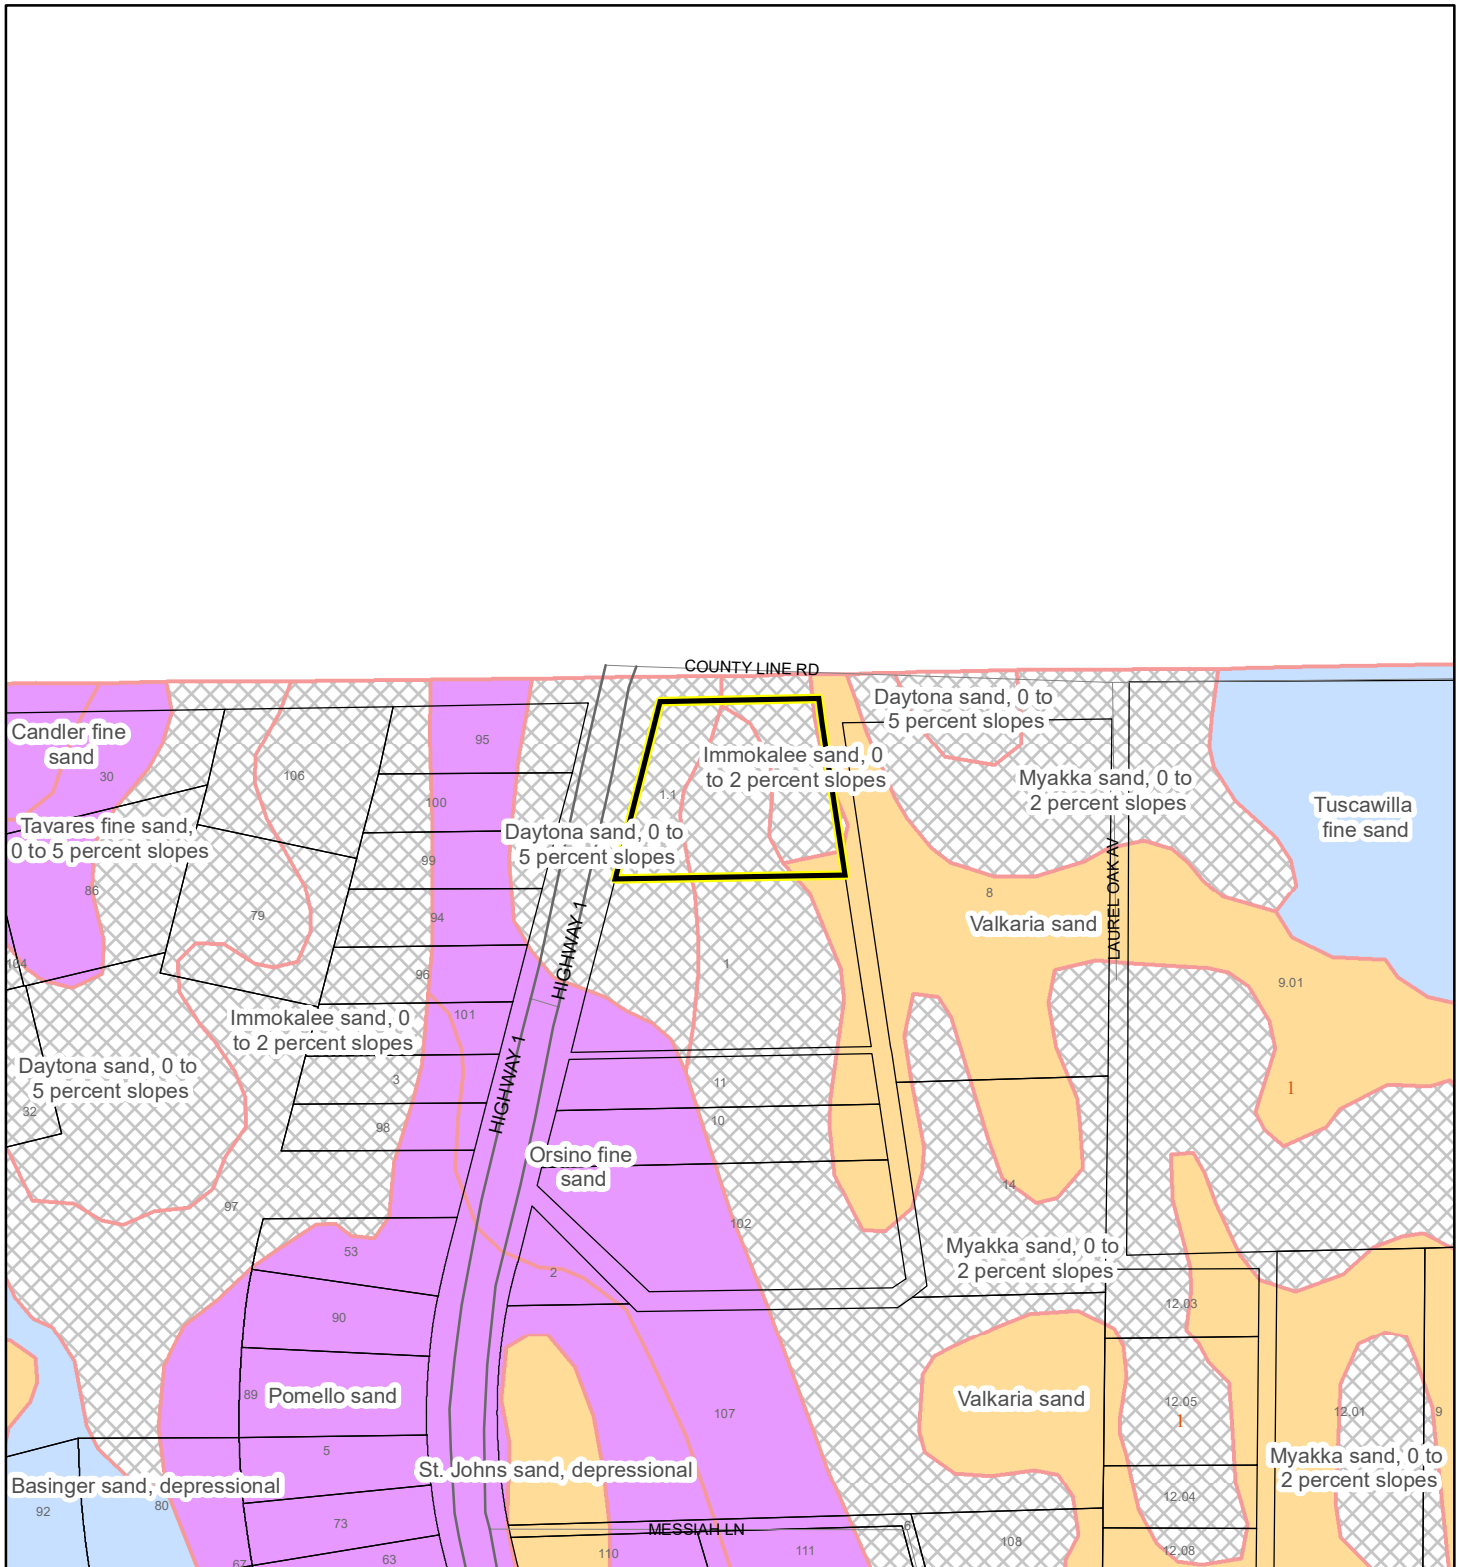 COUNTY LINE RD
Daytona sand, 0 to
5 percent slopes
Candler fine
sand
30
95
106
100
1.1
Immokalee sand, 0
to 2 percent slopes
Myakka sand, 0 to
2 percent slopes
Tuscawilla
fine sand
Tavares fine sand,
0 to 5 percent slopes
Daytona sand, 0 to
5 percent slopes
99
86
79
94
8
Valkaria sand
LAUREL OAK AV
HIGHWAY 1
104
96
1
9.01
101
Immokalee sand, 0
to 2 percent slopes
HIGHWAY 1
Daytona sand, 0 to
5 percent slopes
32
3
98
11
10
1
Orsino fine
sand
14
97
102
53
2
Myakka sand, 0 to
2 percent slopes
12.03
90
89
Pomello sand
107
Valkaria sand
12.05
1
12.01
9
5
St. Johns sand, depressional
Myakka sand, 0 to
2 percent slopes
Basinger sand, depressional
92
80
73
12.04
MESSIAH LN
6
108
67
63
110
111
12.08